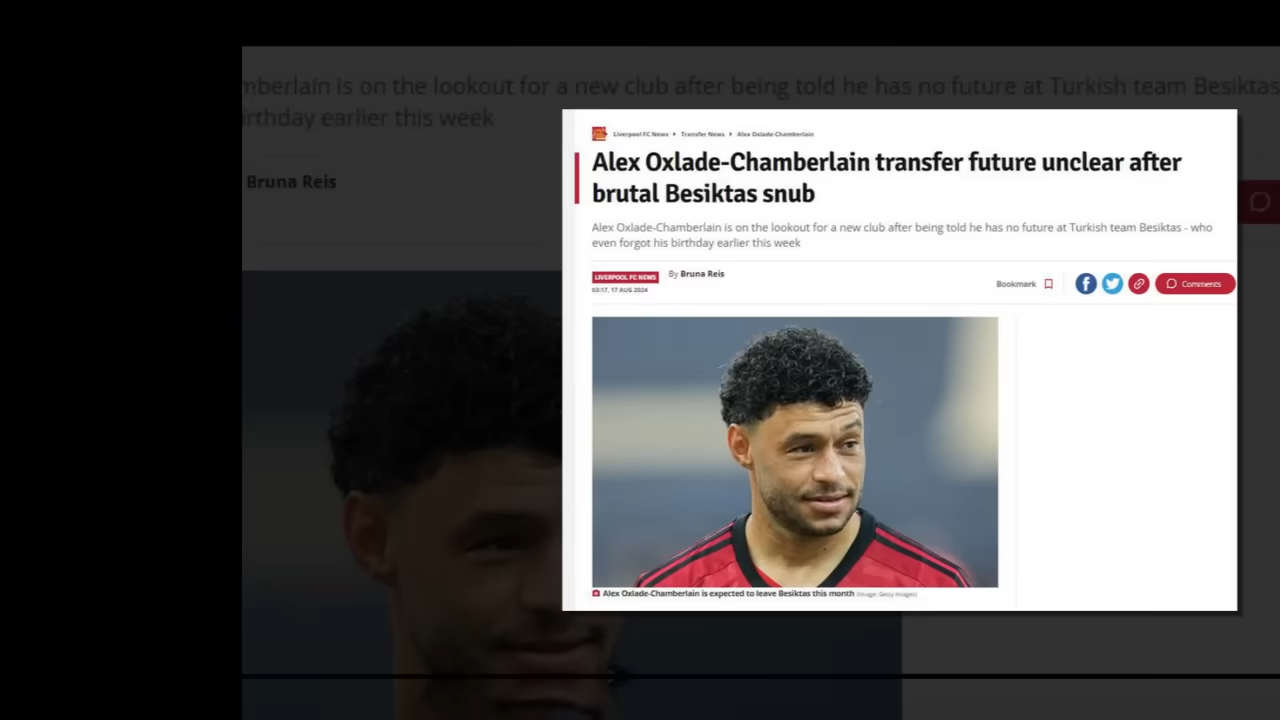 mberlain is on the lookout for a new club after being told he has no future at Turkish team Besiktas
rthday earlier this week
Bruna Reis
Liverpool FC News Transfer News Alex Oxlade-Chamberlain
Alex Oxlade-Chamberlain transfer future unclear after
brutal Besiktas snub
Alex Oxlade-Chamberlain is on the lookout for a new club after being told he has no future at Turkish team Besiktas - who
even forgot his birthday earlier this week
LIVERPOOL FC NEWS By Bruna Reis
03:17, 17 AUG 2024
Bookmark
Comments
Alex Oxlade-Chamberlain is expected to leave Besiktas this month (Image: Getty Images)